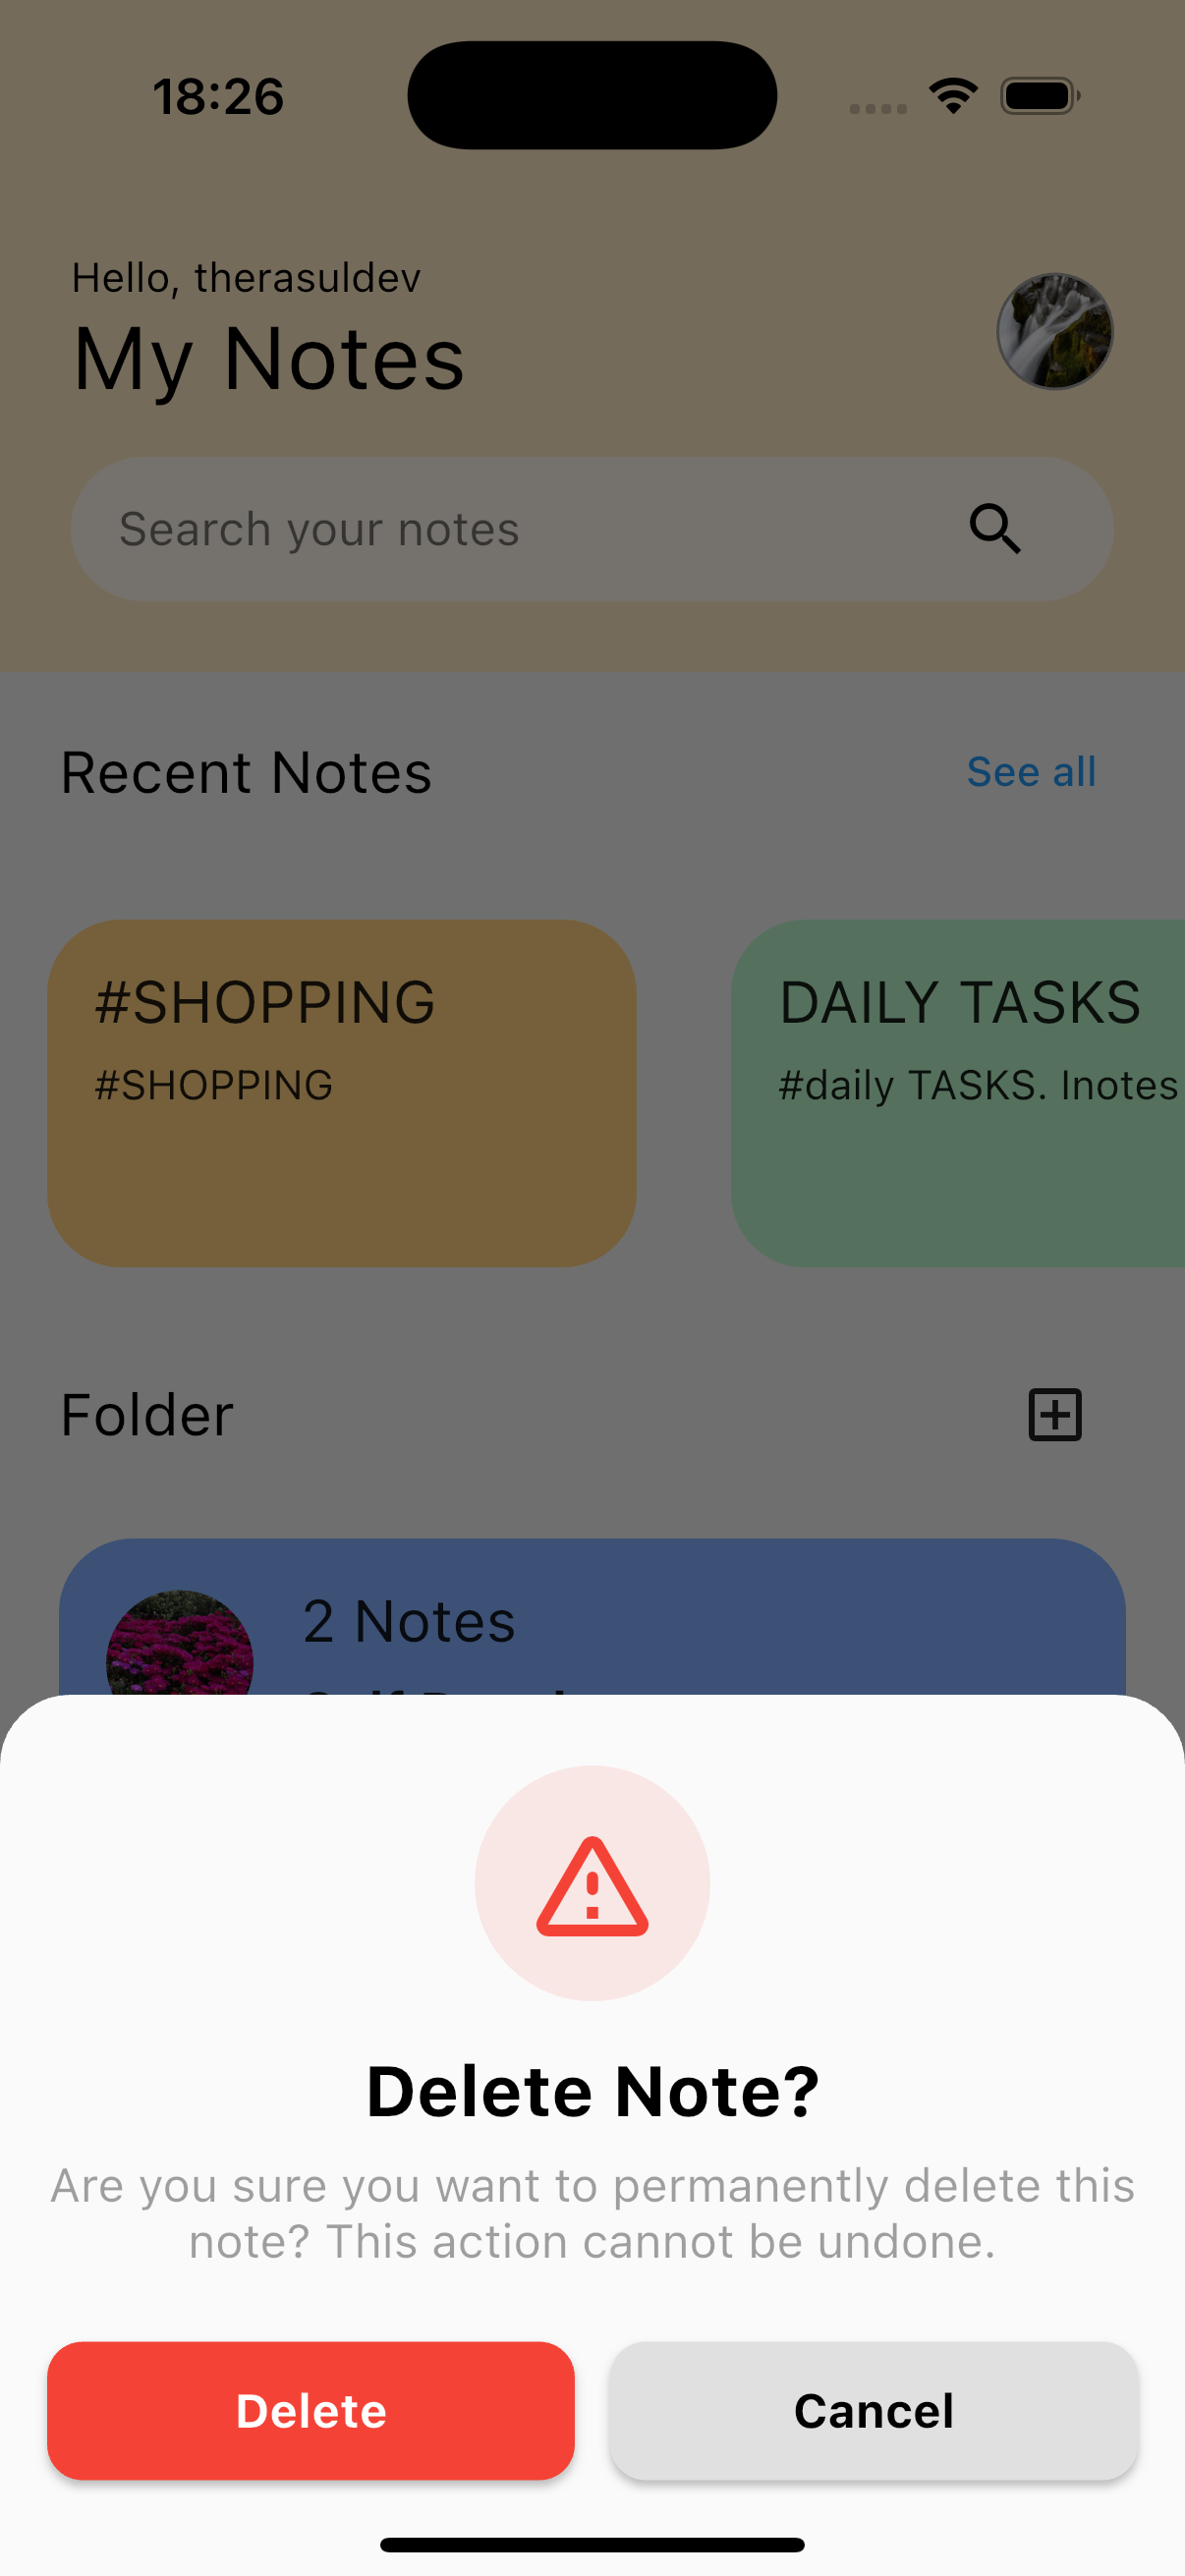 18:26
Hello, therasuldev
My Notes
Search your notes
Recent Notes
See all
#SHOPPING
#SHOPPING
DAILY TASKS
#daily TASKS. Inotes
Folder
2 Notes
Delete Note?
Are you sure you want to permanently delete this
note? This action cannot be undone.
Delete
Cancel